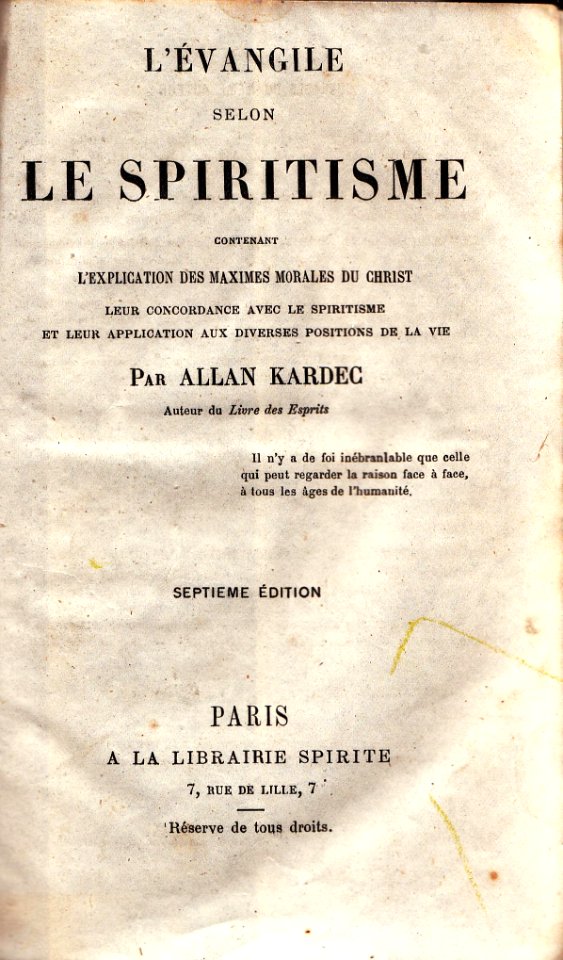 L'ÉVANGILE
SELON
LE SPIRITISME
CONTENANT
L'EXPLICATION DES MAXIMES MORALES DU CHRIST
LEUR CONCORDANCE AVEC LE SPIRITISME
ET LEUR APPLICATION AUX DIVERSES POSITIONS DE LA VIE
PAR ALLAN KARDEC
Auteur du Livre des Esprits
Il n'y a de foi inébranlable que celle
qui peut regarder la raison face à face,
à tous les âges de l'humanité.
SEPTIEME ÉDITION
PARIS
A LA LIBRAIRIE SPIRITE
7, RUE DE LILLE, 7
Réserve de tous droits.